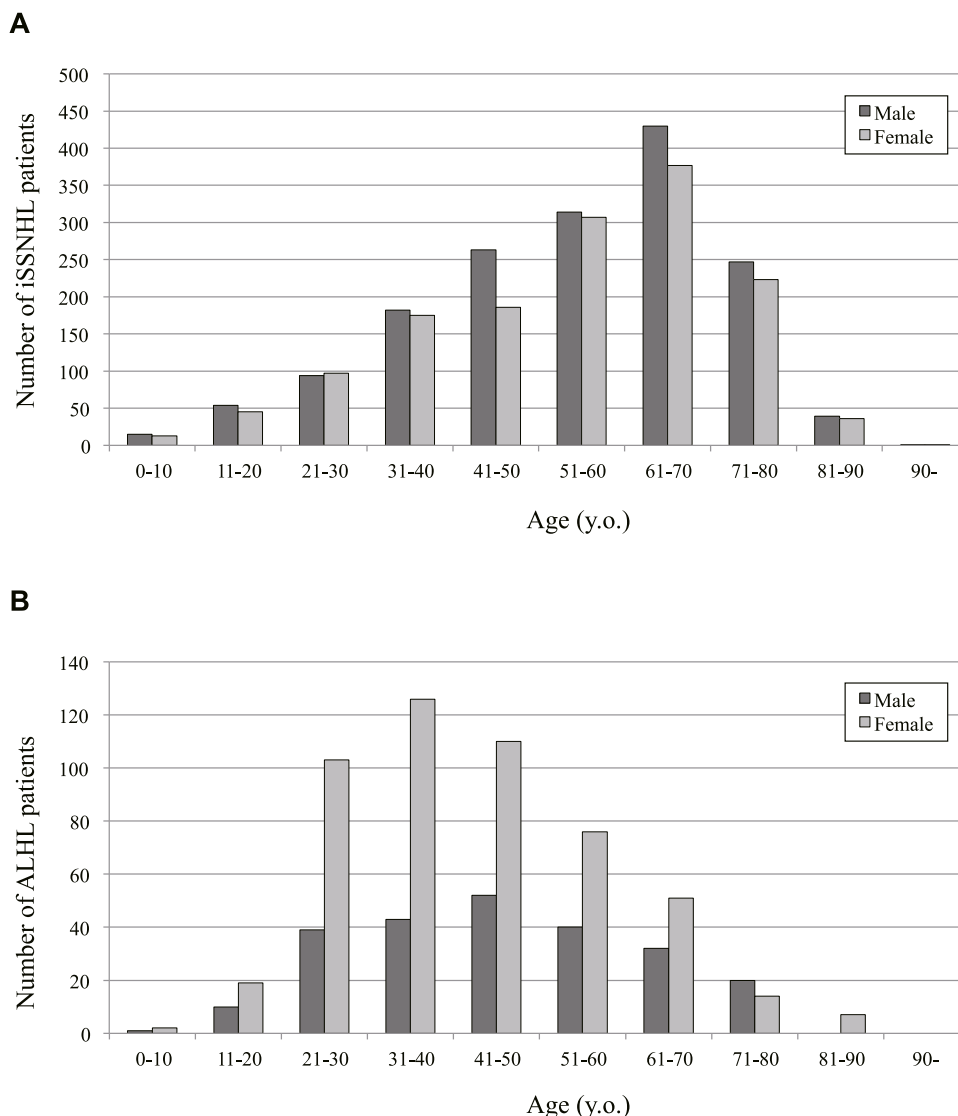 A
Number of iSSNHL patients
500
450
400
350
300
250
200
150
100
50
0
Male
Female
0-10 11-20 21-30 31-40 41-50 51-60 61-70 71-80 81-90 90-
Age (y.o.)
B
Number of ALHL patients
140
120
100
80
60
40
20
0
Male
Female
0-10 11-20 21-30 31-40 41-50 51-60 61-70 71-80 81-90 90-
Age (y.o.)